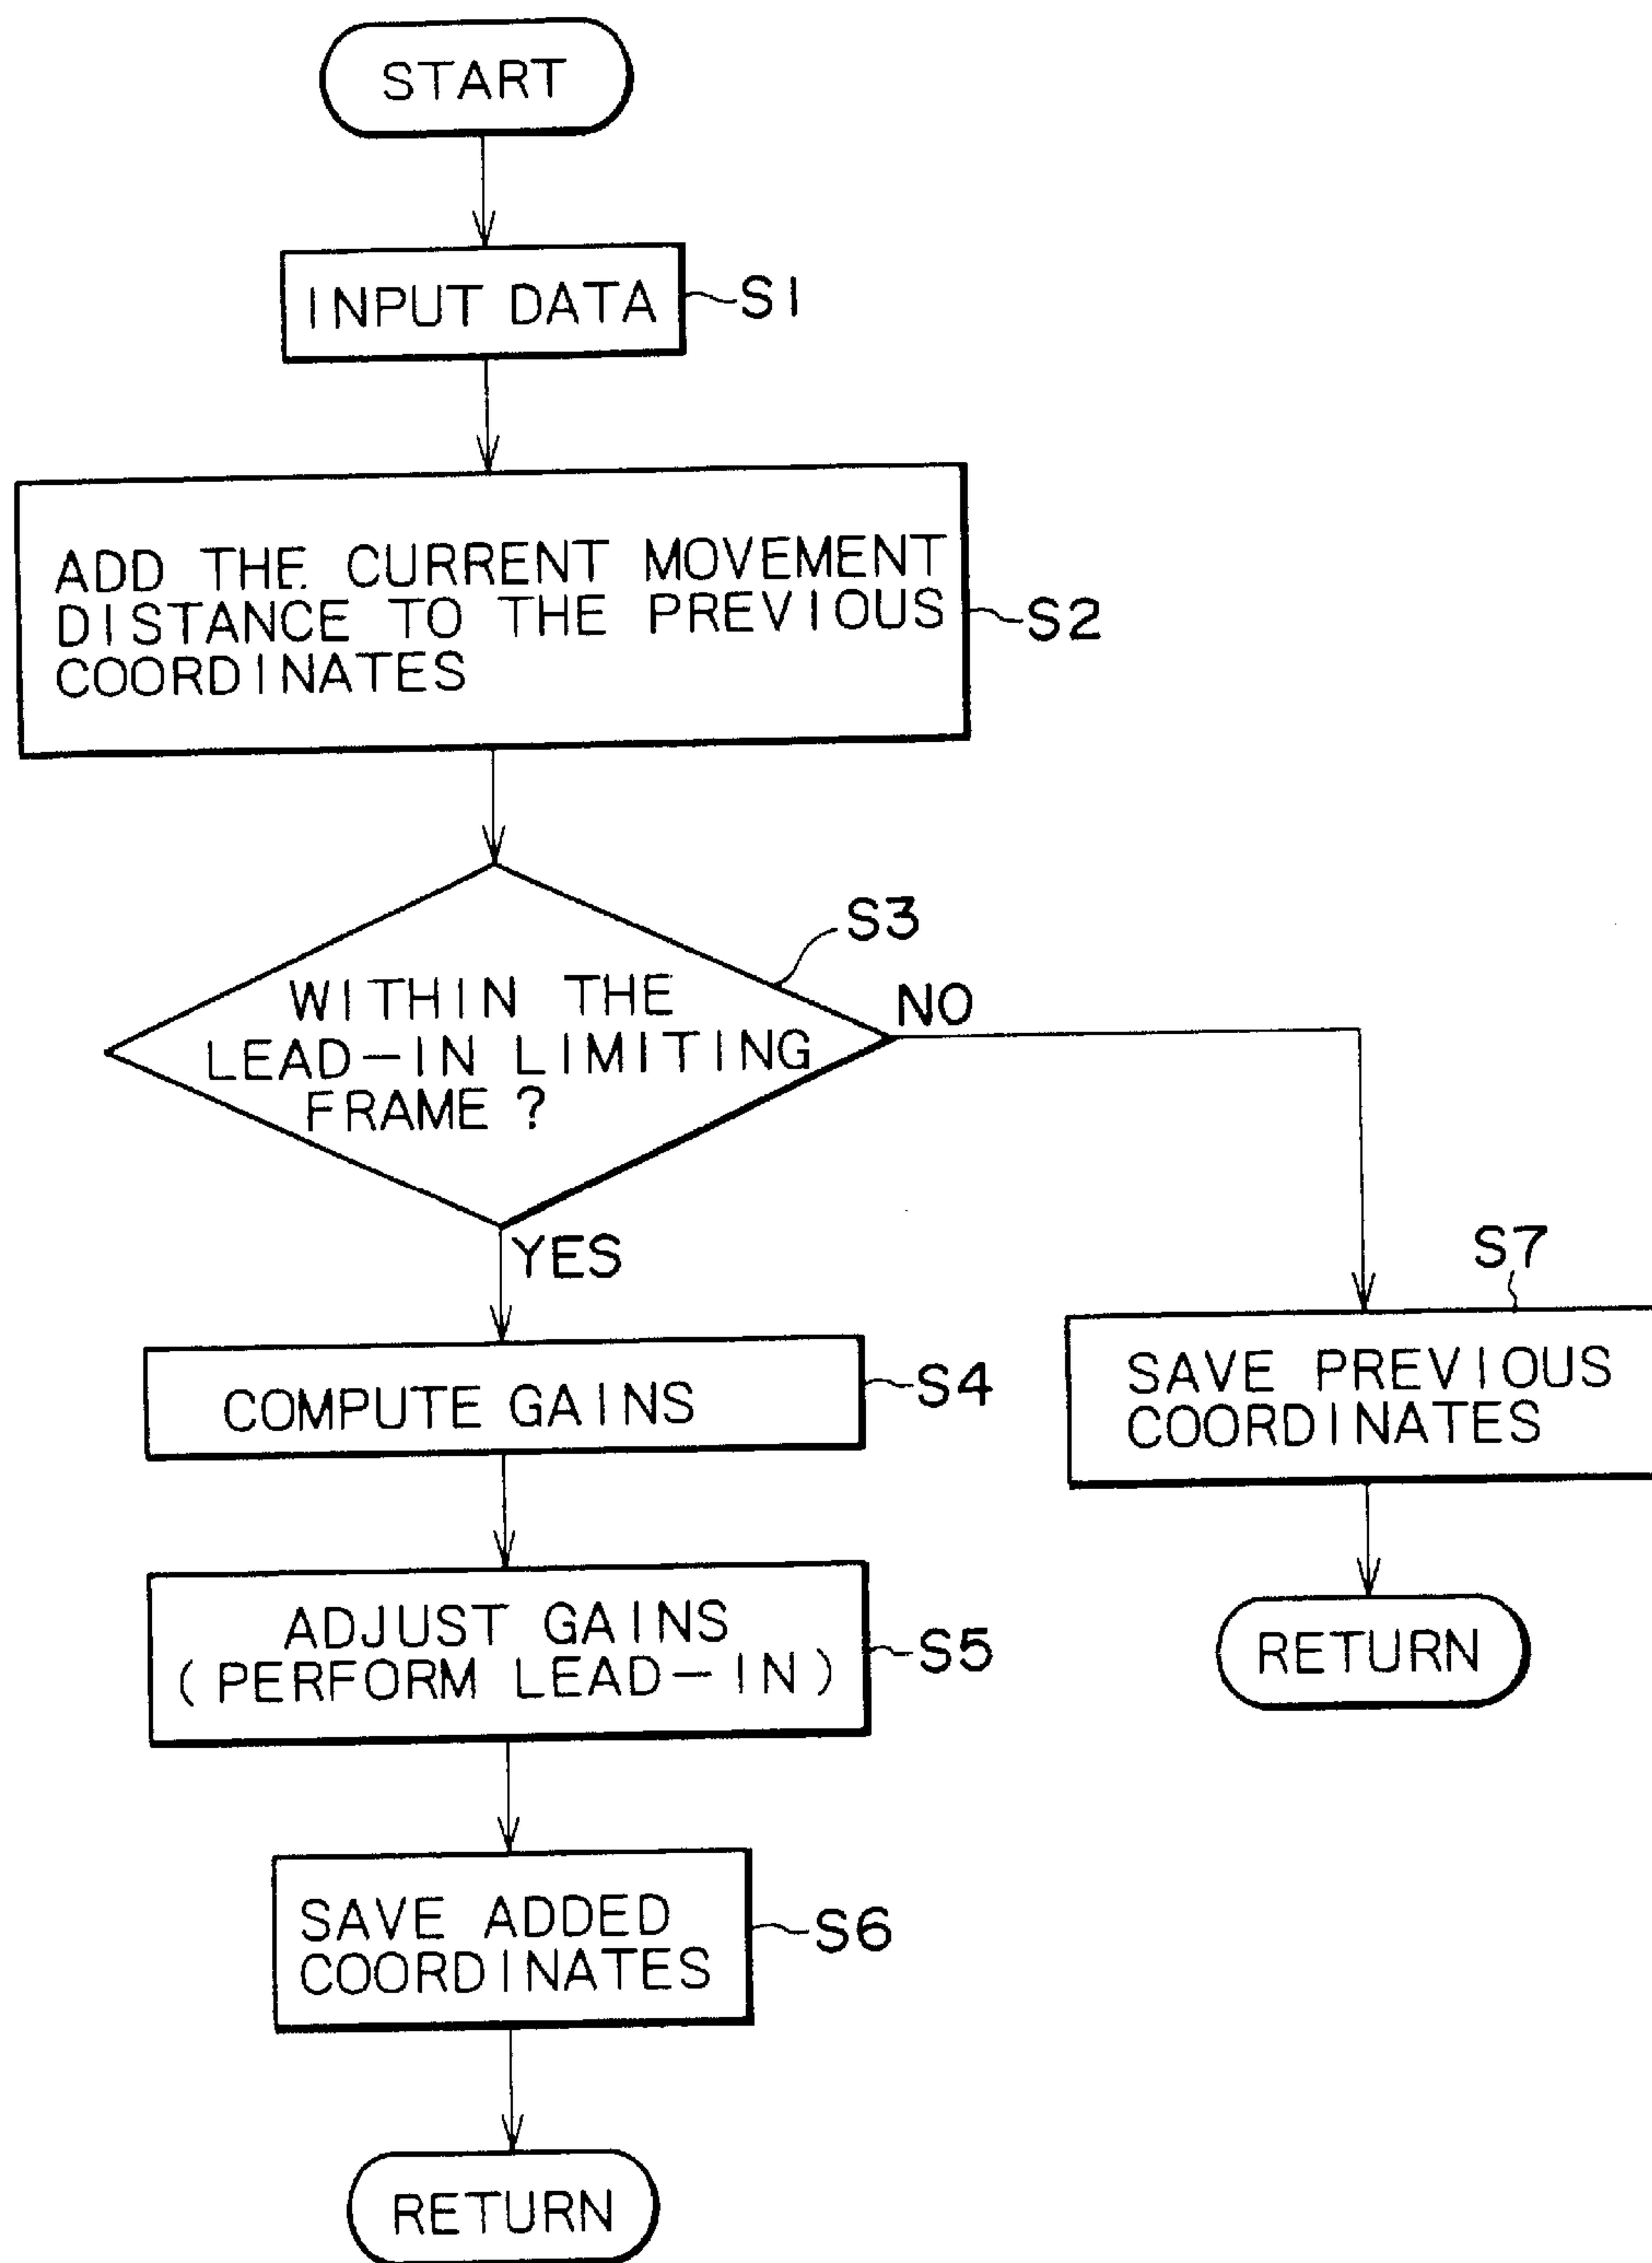 START
INPUT DATA
S1
ADD THE CURRENT MOVEMENT
DISTANCE TO THE PREVIOUS
COORDINATES
S2
S3
WITHIN THE
LEAD-IN LIMITING
FRAME ?
NO
YES
S7
COMPUTE GAINS
S4
SAVE PREVIOUS
COORDINATES
ADJUST GAINS
(PERFORM LEAD-IN)
S5
RETURN
SAVE ADDED
COORDINATES
S6
RETURN